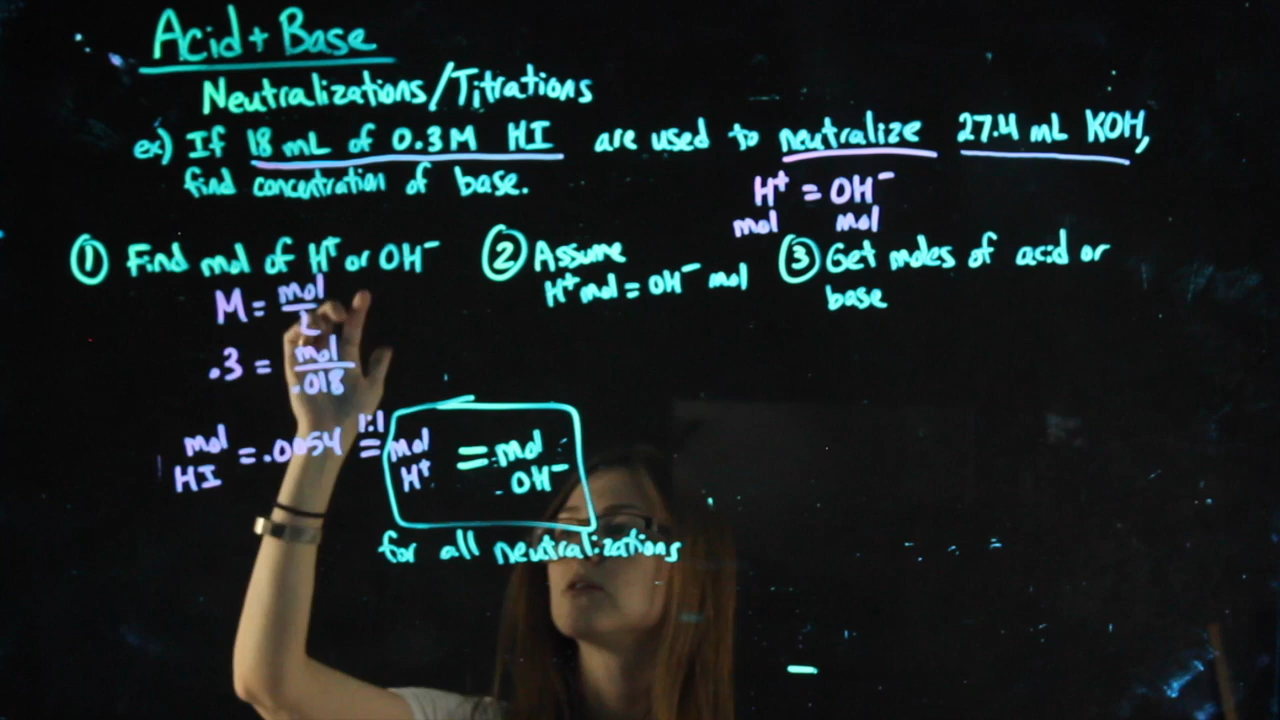 Acid + Base
Neutralizations/Titrations
ex) If 18 mL of 0.3M HI are used to neutralize 27.4 mL KOH,
find concentration of base.
H⁺ = OH⁻
mol mol
① Find mol of H⁺ or OH⁻
M = mol/L
.3 = mol/.018
mol HI = .0054 1:1 = mol H⁺ = mol OH⁻
for all neutralizations
② Assume
H⁺ mol = OH⁻ mol
③ Get moles of acid or
base